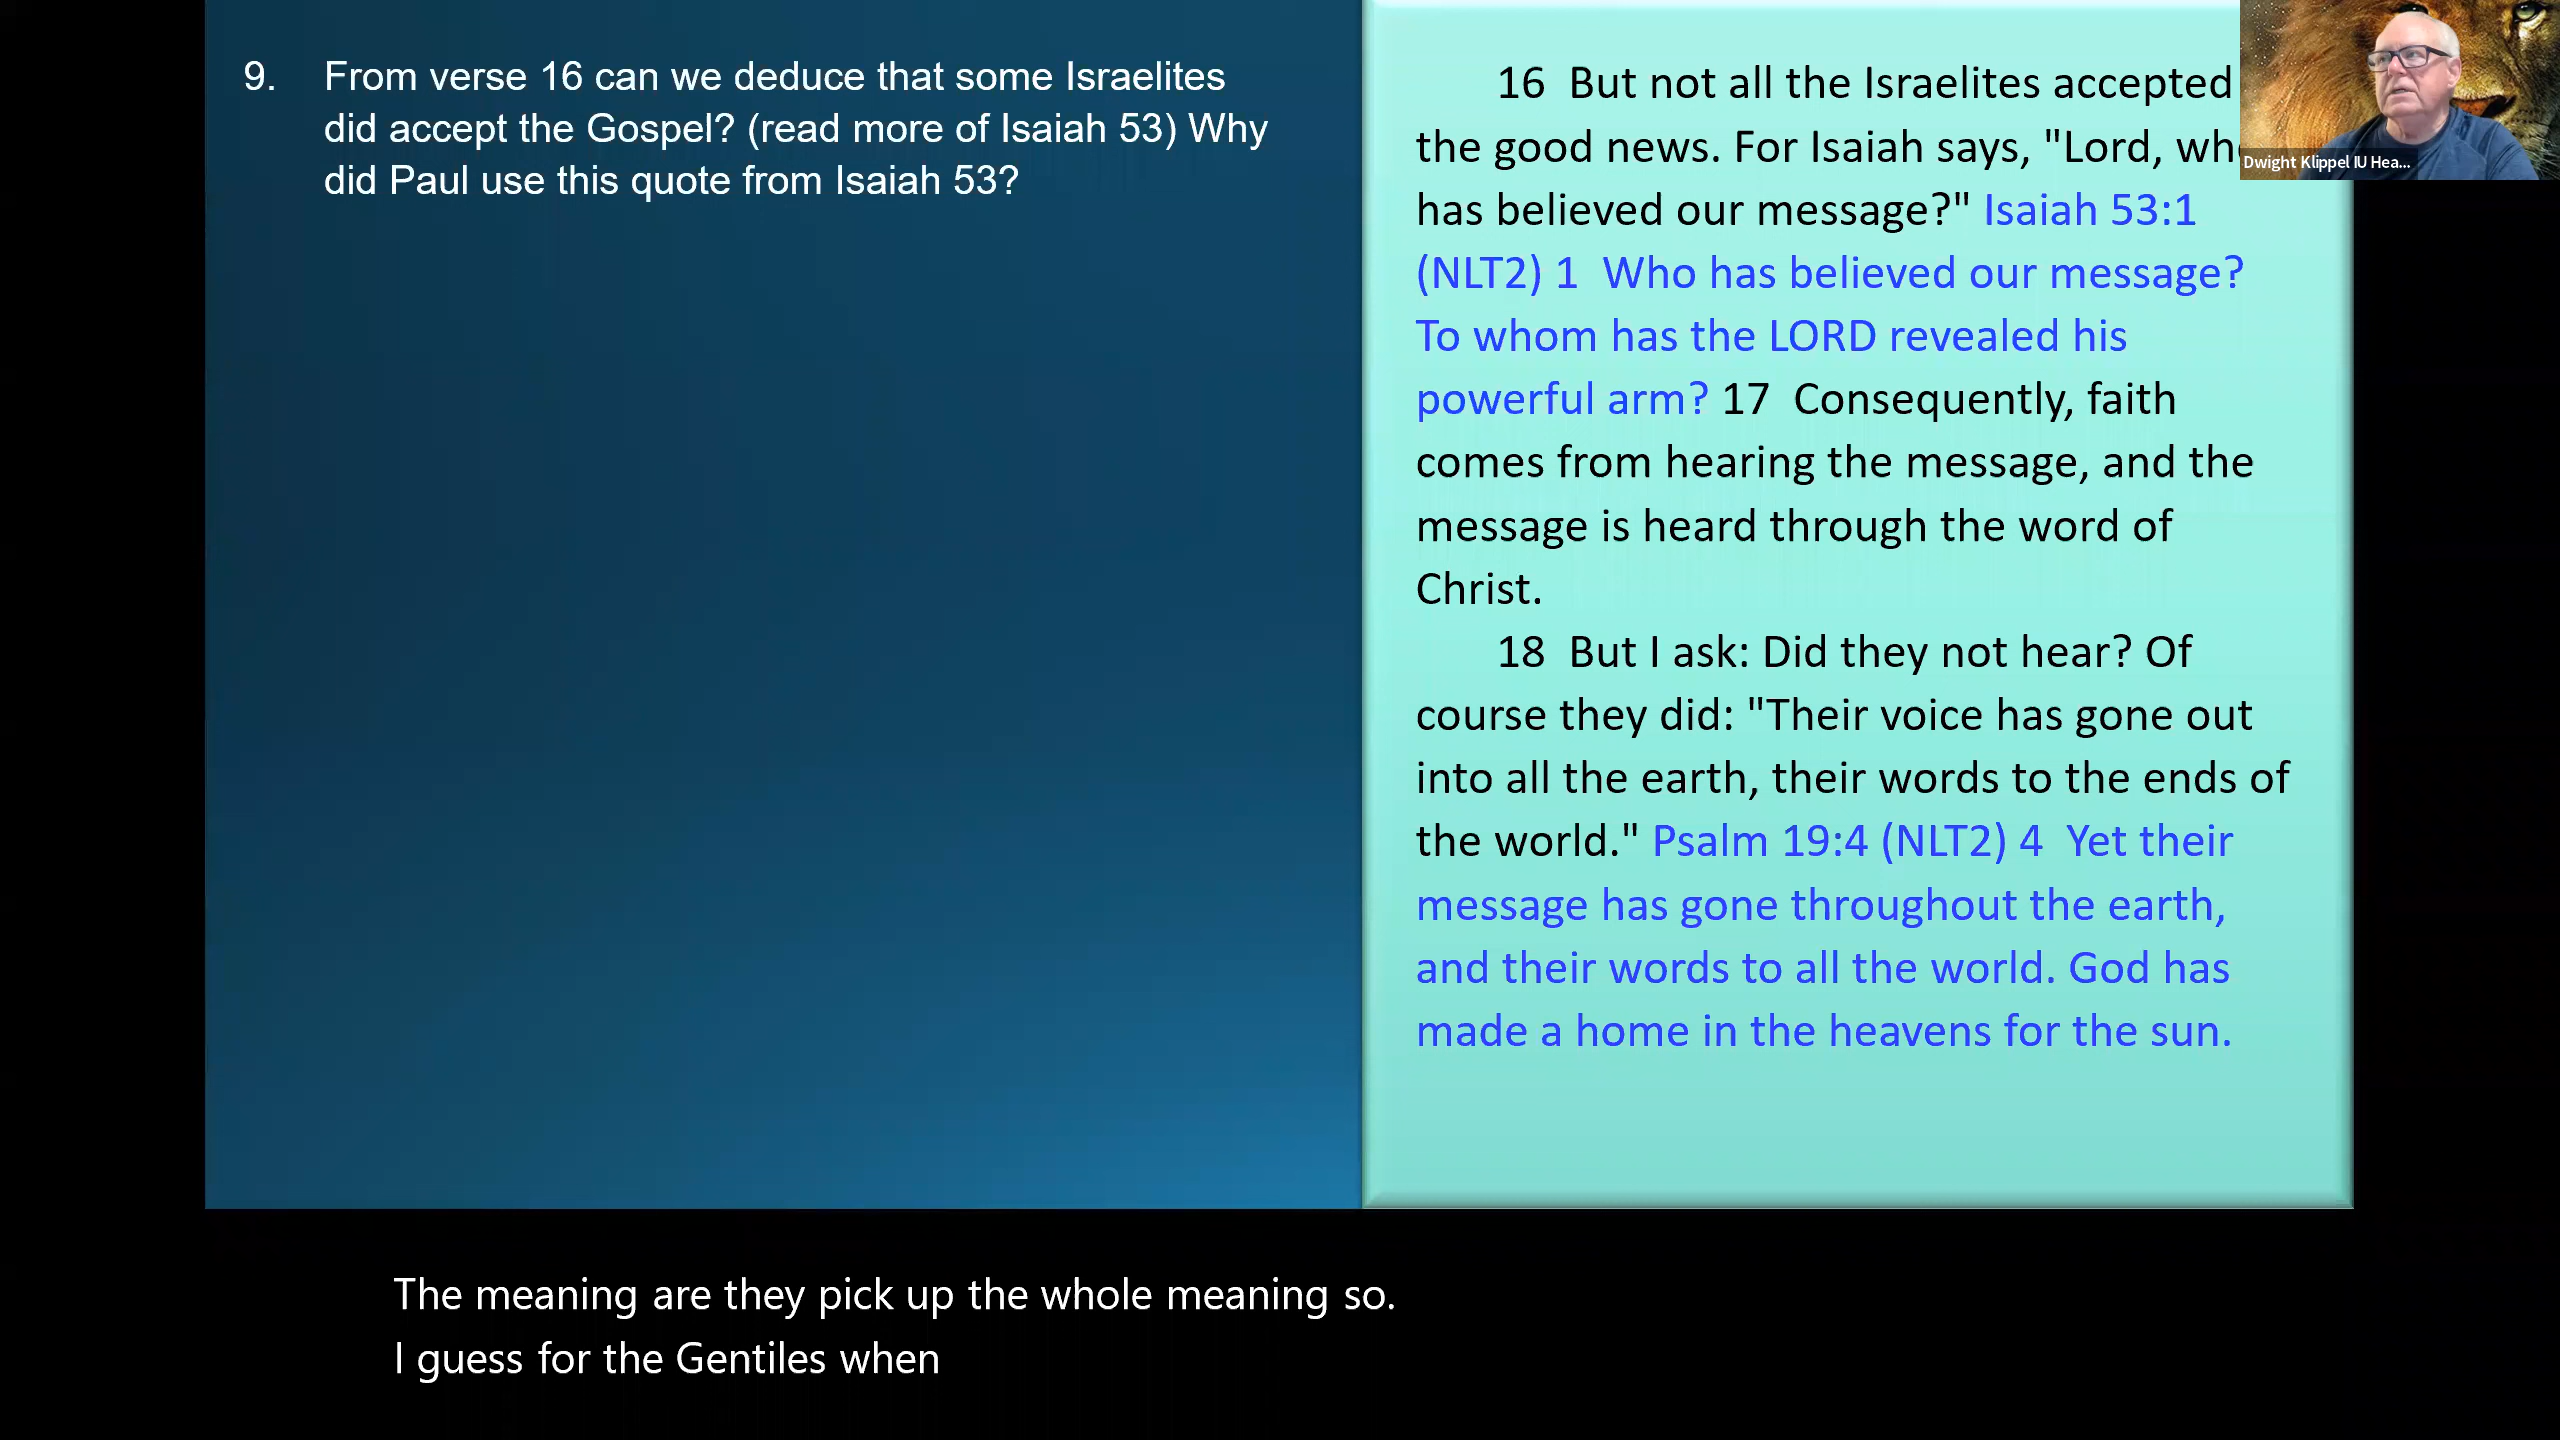 9. From verse 16 can we deduce that some Israelites
did accept the Gospel? (read more of Isaiah 53) Why
did Paul use this quote from Isaiah 53?
16 But not all the Israelites accepted
the good news. For Isaiah says, "Lord, wh
has believed our message?" Isaiah 53:1
(NLT2) 1 Who has believed our message?
To whom has the LORD revealed his
powerful arm? 17 Consequently, faith
comes from hearing the message, and the
message is heard through the word of
Christ.
18 But I ask: Did they not hear? Of
course they did: "Their voice has gone out
into all the earth, their words to the ends of
the world." Psalm 19:4 (NLT2) 4 Yet their
message has gone throughout the earth,
and their words to all the world. God has
made a home in the heavens for the sun.
Dwight Klippel IU Hea...
The meaning are they pick up the whole meaning so.
I guess for the Gentiles when